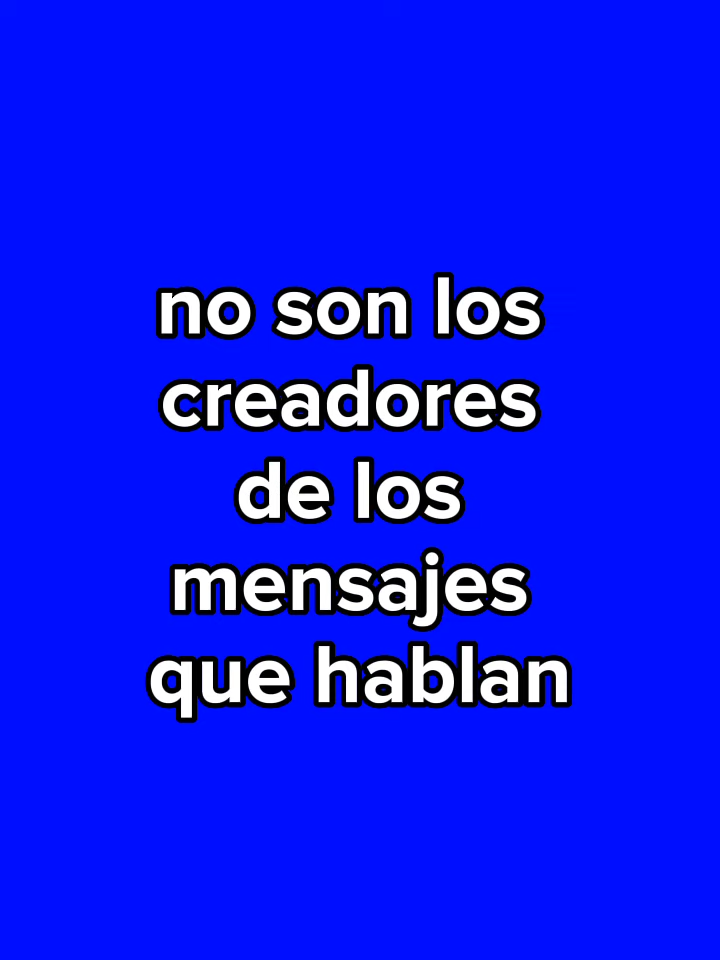 no son los
creadores
de los
mensajes
que hablan